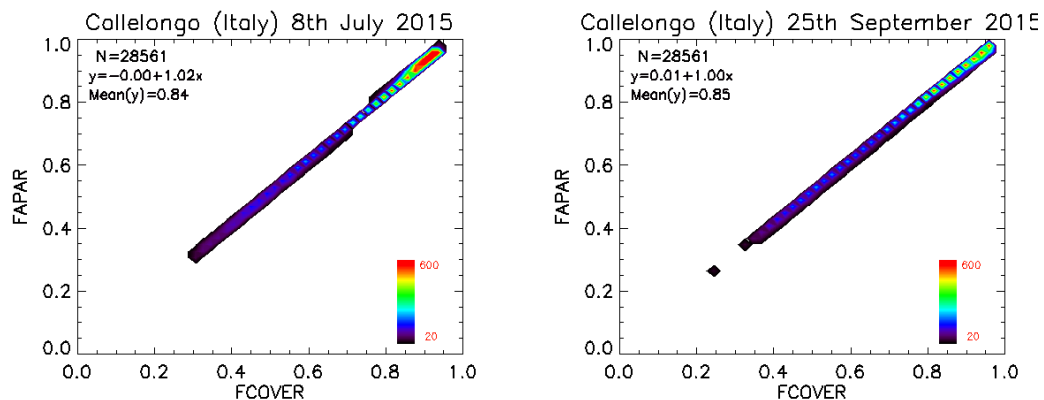 Callelongo (Italy) 8th July 2015
1.0
0.8
0.6
0.4
0.2
0.0
FAPAR
N=28561
y=-0.00+1.02x
Mean(y)=0.84
600
20
0.0 0.2 0.4 0.6 0.8 1.0
FCOVER
Callelongo (Italy) 25th September 2015
1.0
0.8
0.6
0.4
0.2
0.0
FAPAR
N=28561
y=0.01+1.00x
Mean(y)=0.85
600
20
0.0 0.2 0.4 0.6 0.8 1.0
FCOVER